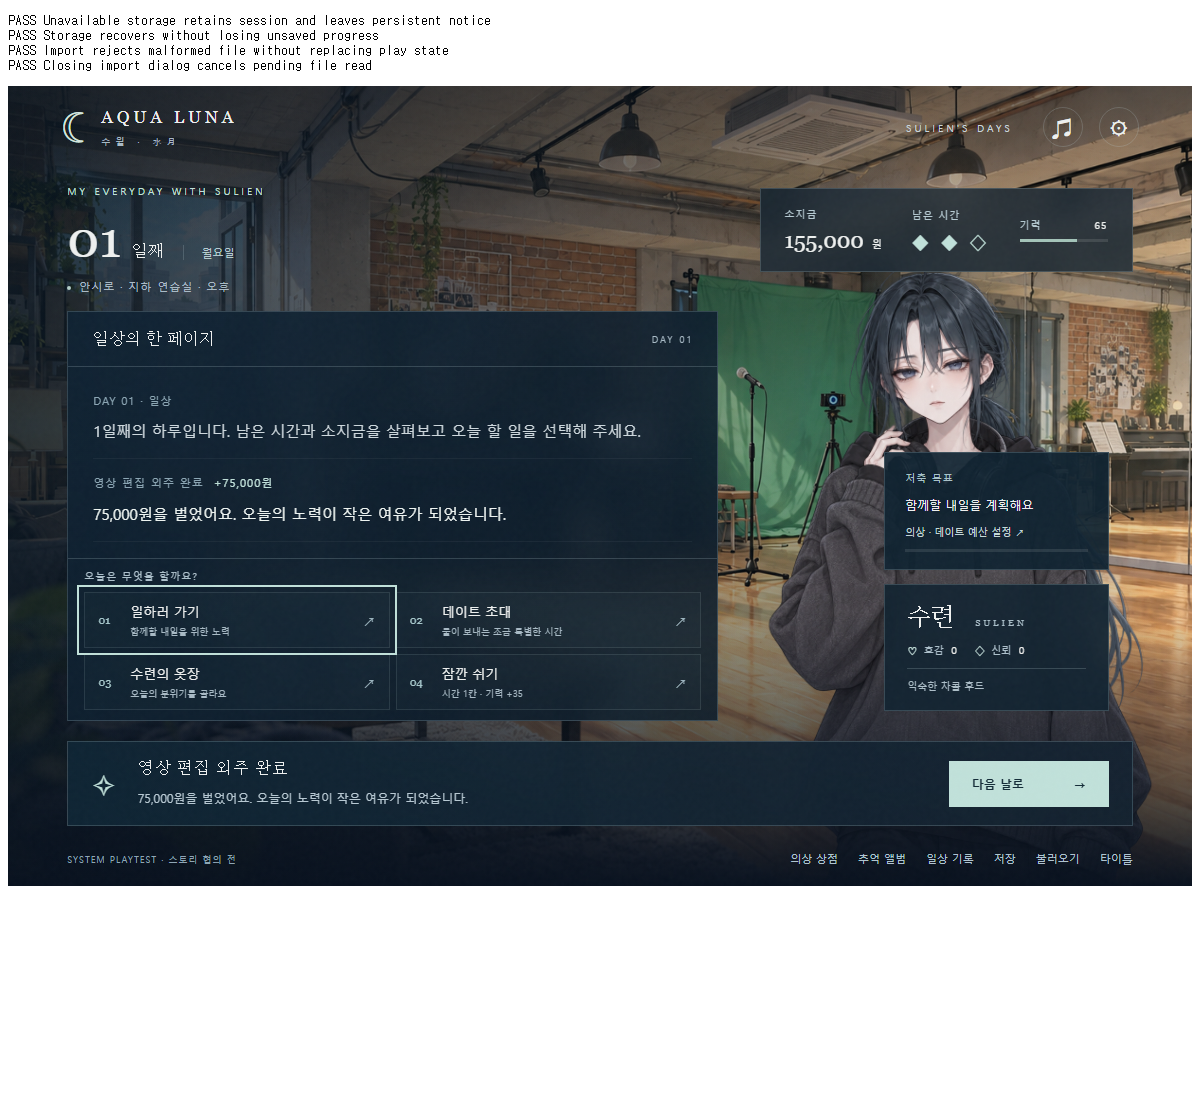 PASS Unavailable storage retains session and leaves persistent notice
PASS Storage recovers without losing unsaved progress
PASS Import rejects malformed file without replacing play state
PASS Closing import dialog cancels pending file read
AQUA LUNA
수월 · 水月
SULIEN'S DAYS
MY EVERYDAY WITH SULIEN
01 일째 월요일
안시로 · 지하 연습실 · 오후
소지금
155,000 원
남은 시간
기력 65
일상의 한 페이지 DAY 01
DAY 01 · 일상
1일째의 하루입니다. 남은 시간과 소지금을 살펴보고 오늘 할 일을 선택해 주세요.
영상 편집 외주 완료 +75,000원
75,000원을 벌었어요. 오늘의 노력이 작은 여유가 되었습니다.
오늘은 무엇을 할까요?
01 일하러 가기 ↗
함께할 내일을 위한 노력
02 데이트 초대 ↗
둘이 보내는 조금 특별한 시간
03 수련의 옷장 ↗
오늘의 분위기를 골라요
04 잠깐 쉬기 ↗
시간 1칸 · 기력 +35
저축 목표
함께할 내일을 계획해요
의상 · 데이트 예산 설정 ↗
수련 SULIEN
♡ 호감 0 ◇ 신뢰 0
익숙한 차콜 후드
영상 편집 외주 완료
75,000원을 벌었어요. 오늘의 노력이 작은 여유가 되었습니다.
다음 날로 →
SYSTEM PLAYTEST · 스토리 협의 전
의상 상점 추억 앨범 일상 기록 저장 불러오기 타이틀